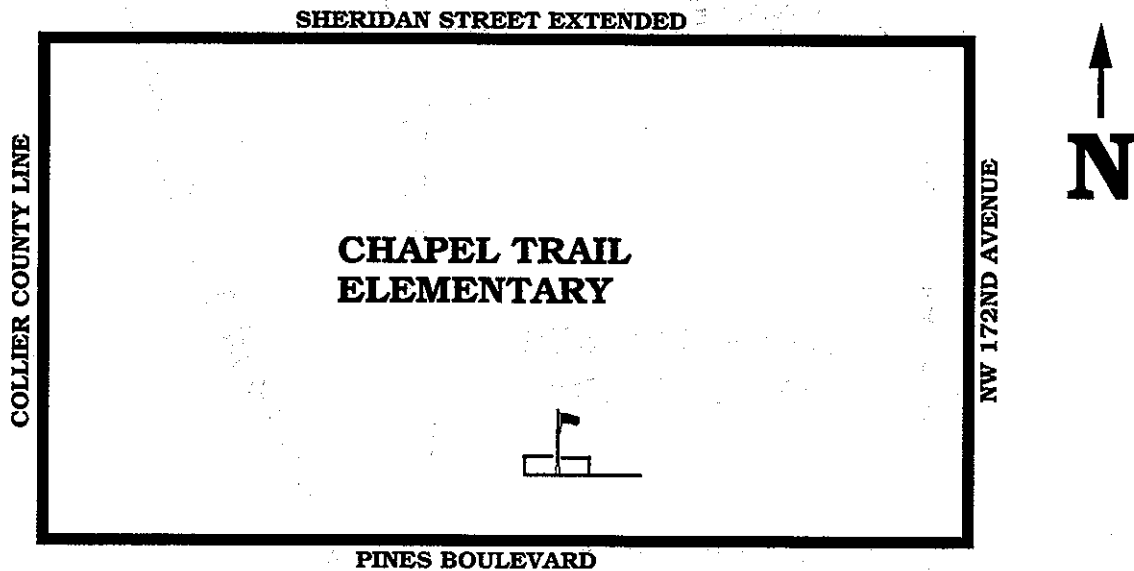 SHERIDAN STREET EXTENDED
N
COLLIER COUNTY LINE
CHAPEL TRAIL
ELEMENTARY
NW 172ND AVENUE
PINES BOULEVARD